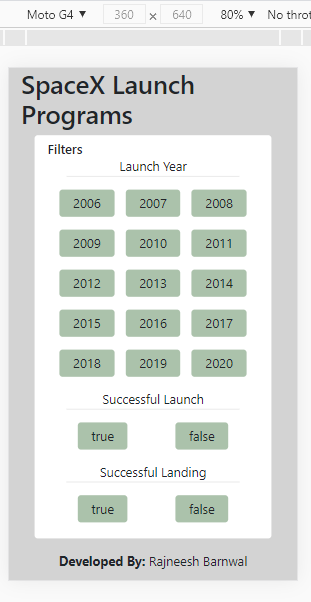 Moto G4 ▼ 360 × 640 80% ▼ No thro
SpaceX Launch
Programs
Filters
Launch Year
2006 2007 2008
2009 2010 2011
2012 2013 2014
2015 2016 2017
2018 2019 2020
Successful Launch
true false
Successful Landing
true false
Developed By: Rajneesh Barnwal